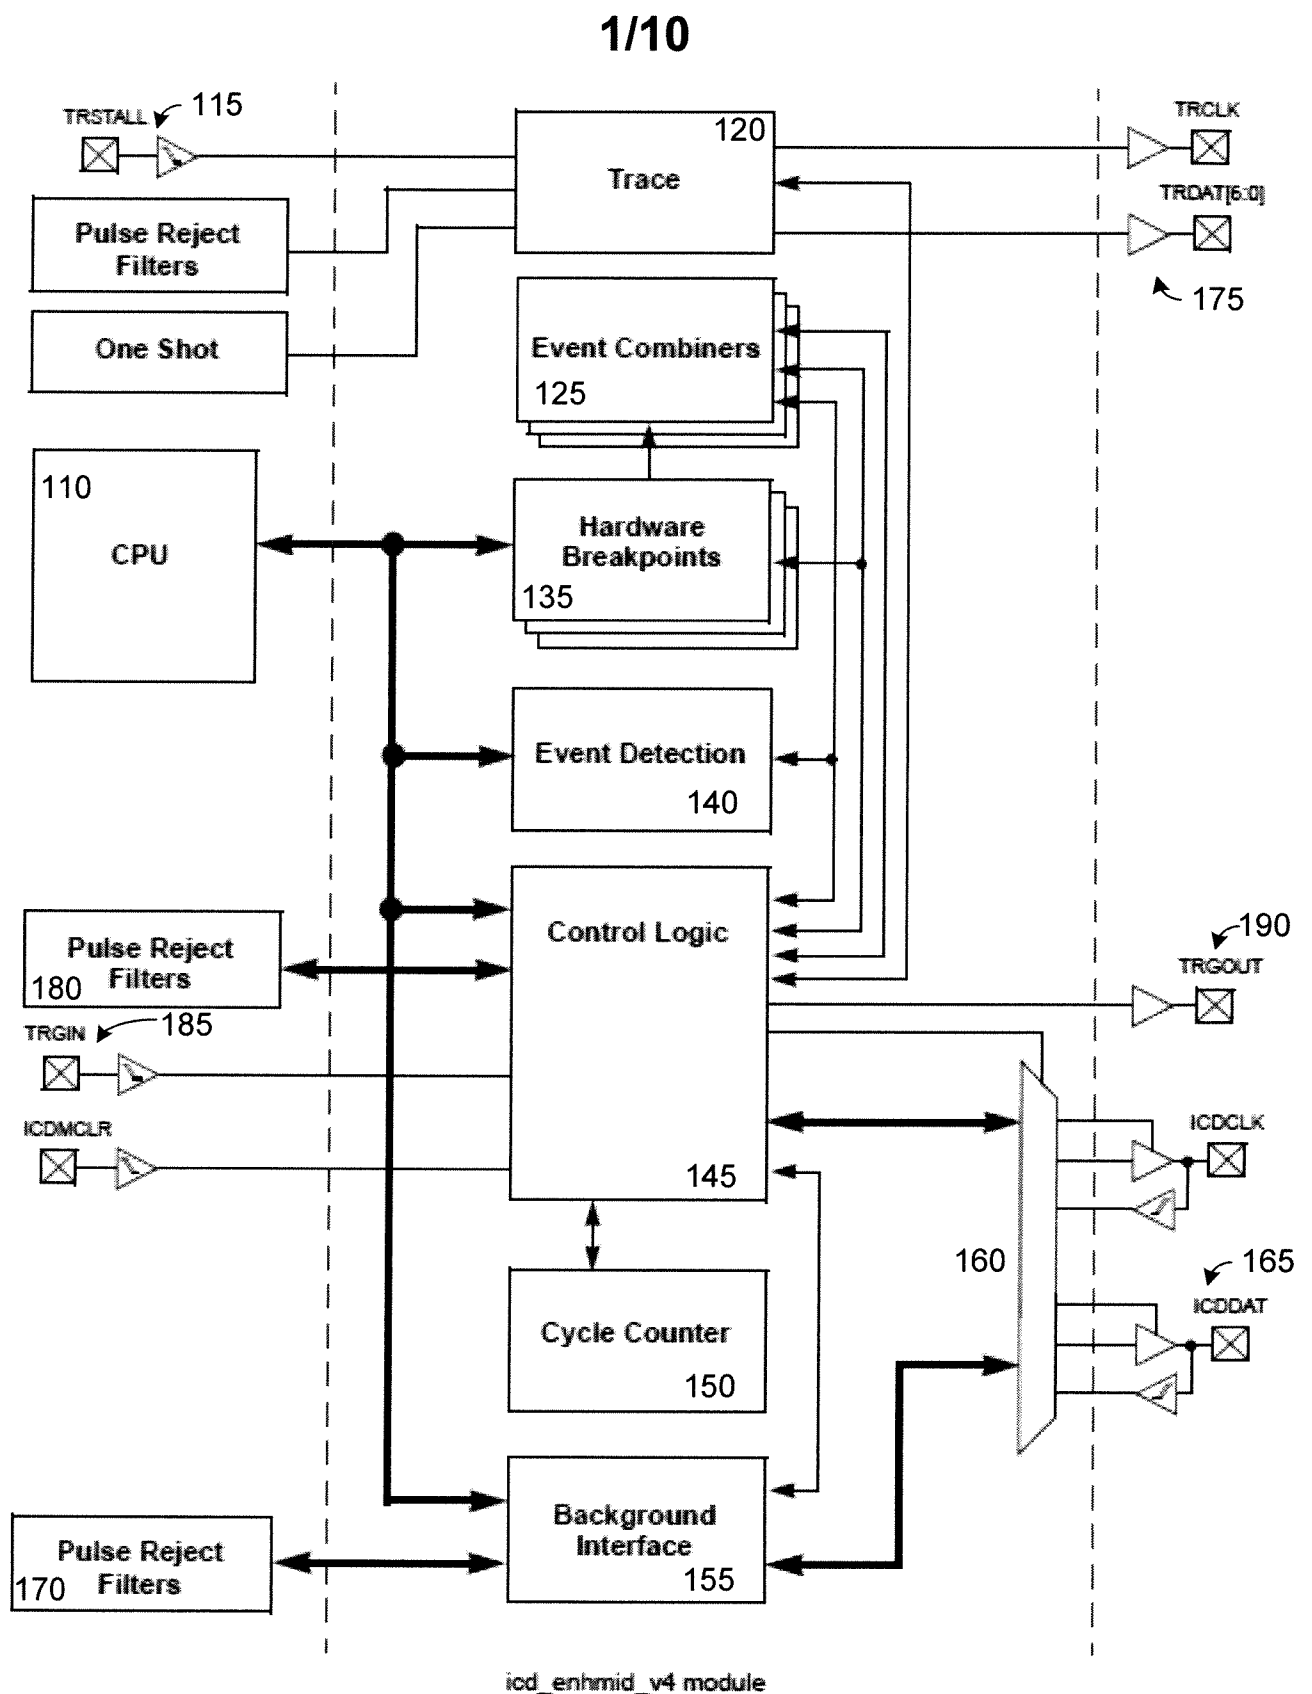 1/10
TRSTALL
115
120
Trace
TRCLK
TRDAT[6:0]
175
Pulse Reject
Filters
One Shot
Event Combiners
125
110
CPU
Hardware
Breakpoints
135
Event Detection
140
Control Logic
145
Pulse Reject
Filters
180
TRGIN
185
ICDMCLR
190
TRGOUT
ICDCLK
160
165
ICDDAT
Cycle Counter
150
Background
Interface
155
Pulse Reject
Filters
170
icd_enhmid_v4 module